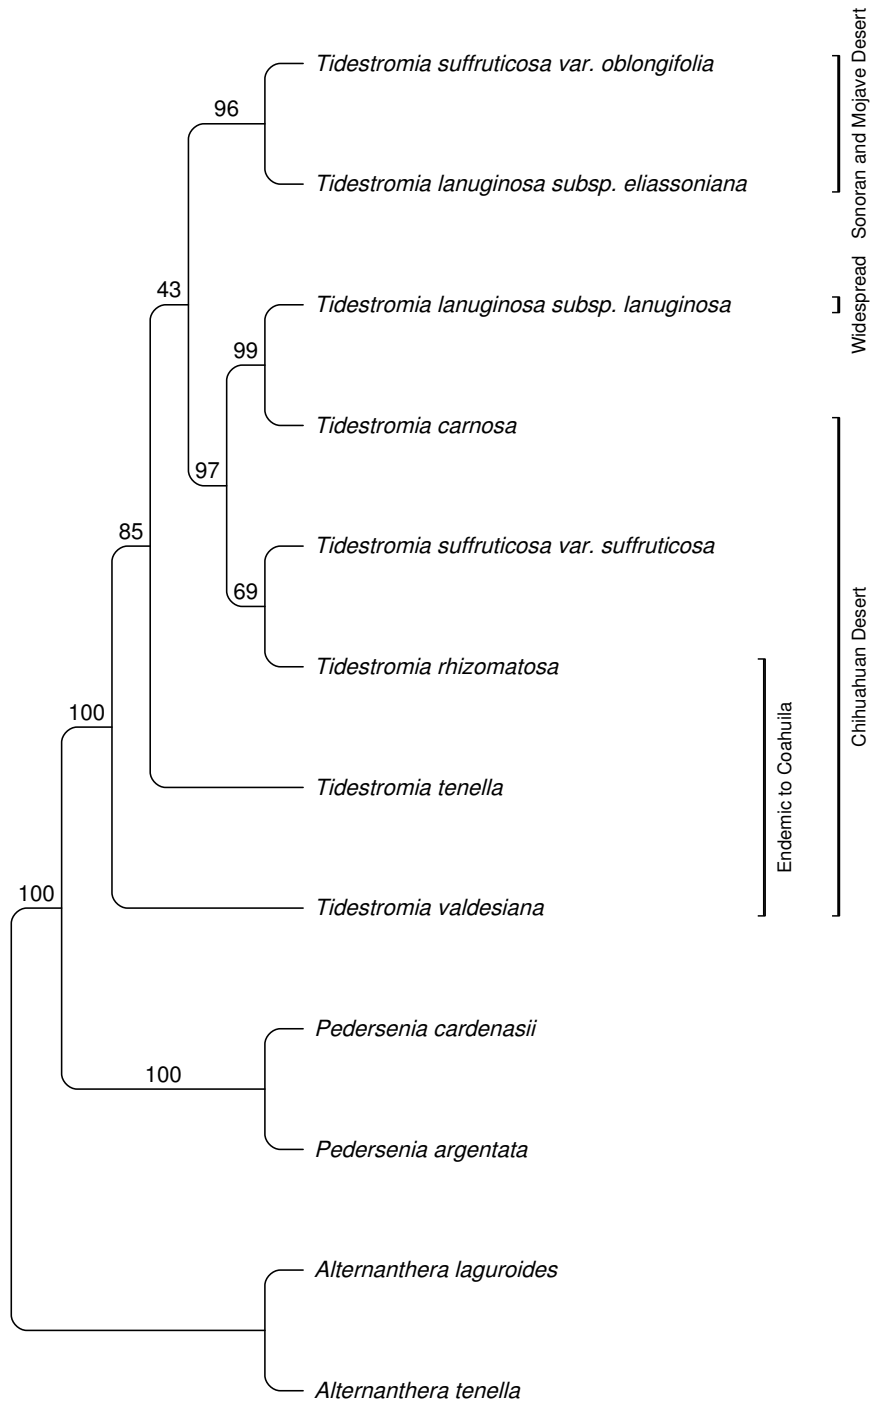 96
Tidestromia suffruticosa var. oblongifolia
Tidestromia lanuginosa subsp. eliassoniana
Sonoran and Mojave Desert
43
99
Tidestromia lanuginosa subsp. lanuginosa
Widespread
Tidestromia carnosa
97
85
Tidestromia suffruticosa var. suffruticosa
69
Tidestromia rhizomatosa
Chihuahuan Desert
100
Tidestromia tenella
Endemic to Coahuila
100
Tidestromia valdesiana
Pedersenia cardenasii
100
Pedersenia argentata
Alternanthera laguroides
Alternanthera tenella